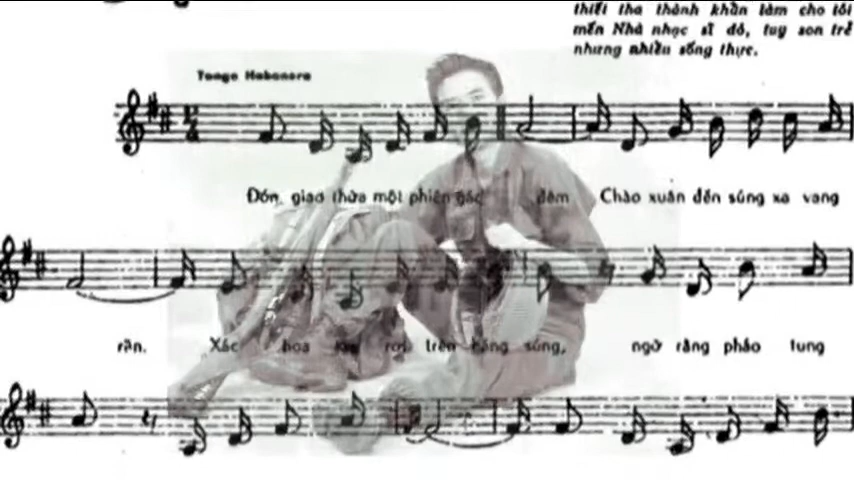 thiết tha thành khẩn làm cho tôi
mến Nhà nhạc sĩ đó, tuy son trẻ
nhưng nhiều sống thực.
Tango Habanera
Đón giao thừa một phiên gác đêm Chào xuân đến súng xa vang
rền. Xác hoa rơi trên báng súng, ngỡ rằng pháo tung